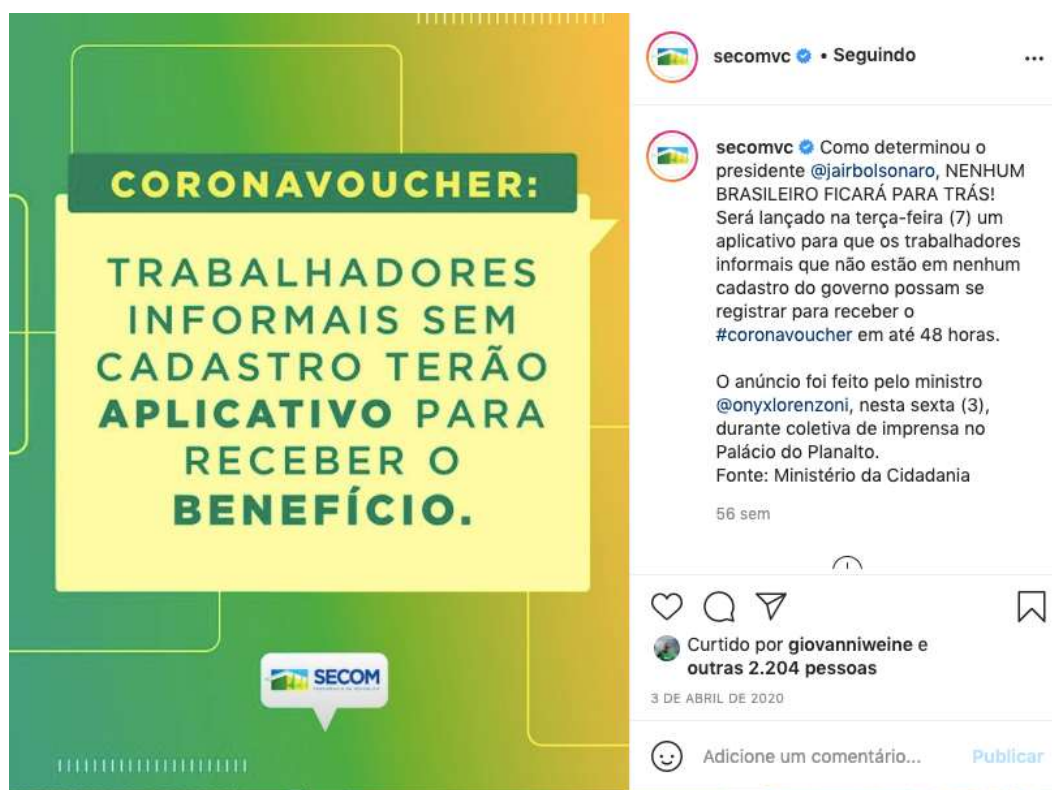 CORONAVOUCHER:
TRABALHADORES
INFORMAIS SEM
CADASTRO TERÃO
APLICATIVO PARA
RECEBER O
BENEFÍCIO.
SECOM
secomvc • Seguindo
secomvc Como determinou o
presidente @jairbolsonaro, NENHUM
BRASILEIRO FICARÁ PARA TRÁS!
Será lançado na terça-feira (7) um
aplicativo para que os trabalhadores
informais que não estão em nenhum
cadastro do governo possam se
registrar para receber o
#coronavoucher em até 48 horas.
O anúncio foi feito pelo ministro
@onyxlorenzoni, nesta sexta (3),
durante coletiva de imprensa no
Palácio do Planalto.
Fonte: Ministério da Cidadania
56 sem
Curtido por giovanniweine e
outras 2.204 pessoas
3 DE ABRIL DE 2020
Adicione um comentário... Publicar